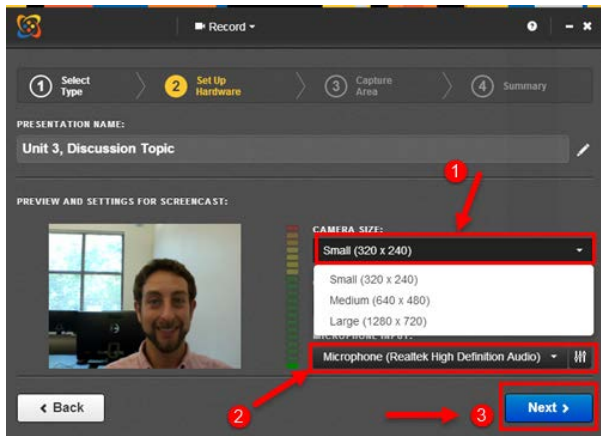 Record
1 Select Type
2 Set Up Hardware
3 Capture Area
4 Summary
PRESENTATION NAME:
Unit 3, Discussion Topic
1
PREVIEW AND SETTINGS FOR SCREENCAST:
CAMERA SIZE:
Small (320 x 240)
Small (320 x 240)
Medium (640 x 480)
Large (1280 x 720)
MICROPHONE INPUT:
Microphone (Realtek High Definition Audio)
Back
2
3
Next